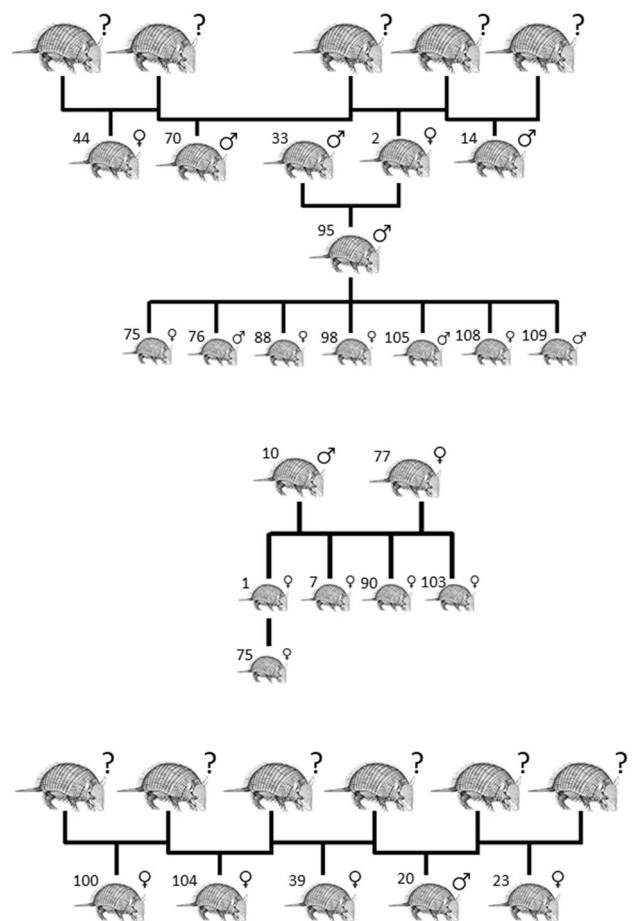 ? ? ? ? ?
44 ♀ 70 ♂ 33 ♂ 2 ♀ 14 ♂
95 ♂
75 ♀ 76 ♂ 88 ♀ 98 ♀ 105 ♂ 108 ♀ 109 ♂
10 ♂ 77 ♀
1 ♀ 7 ♀ 90 ♀ 103 ♀
75 ♀
? ? ? ? ? ?
100 ♀ 104 ♀ 39 ♀ 20 ♂ 23 ♀